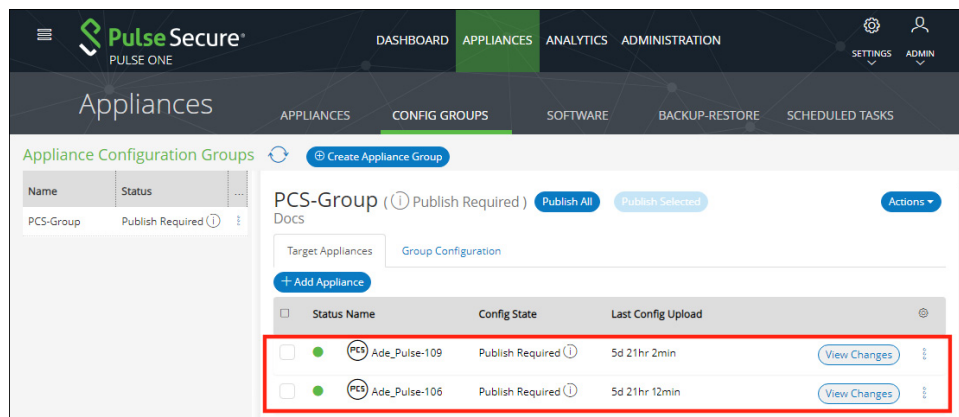 Pulse Secure®
PULSE ONE
DASHBOARD APPLIANCES ANALYTICS ADMINISTRATION
SETTINGS ADMIN
Appliances
APPLIANCES CONFIG GROUPS SOFTWARE BACKUP-RESTORE SCHEDULED TASKS
Appliance Configuration Groups
Create Appliance Group
Name Status ...
PCS-Group Publish Required
PCS-Group ( Publish Required ) Publish All Publish Selected Actions
Docs
Target Appliances Group Configuration
+ Add Appliance
Status Name Config State Last Config Upload
PCS Ade_Pulse-109 Publish Required 5d 21hr 2min View Changes
PCS Ade_Pulse-106 Publish Required 5d 21hr 12min View Changes